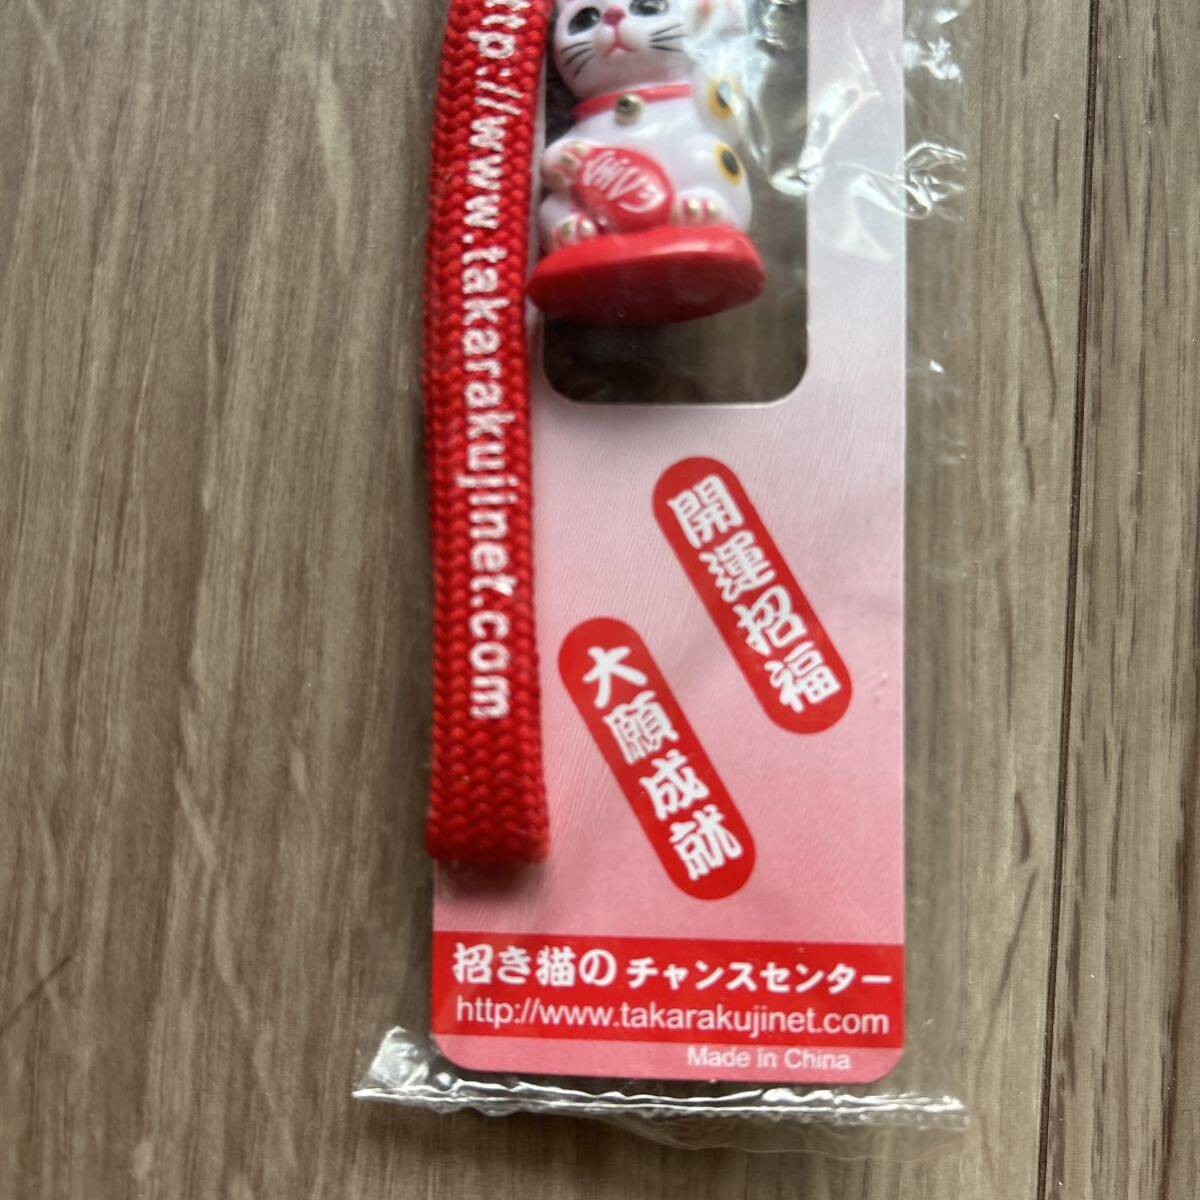 ttp://www.takarakujinet.com
開運招福
大願成就
招き猫の チャンスセンター
http://www.takarakujinet.com
Made in China